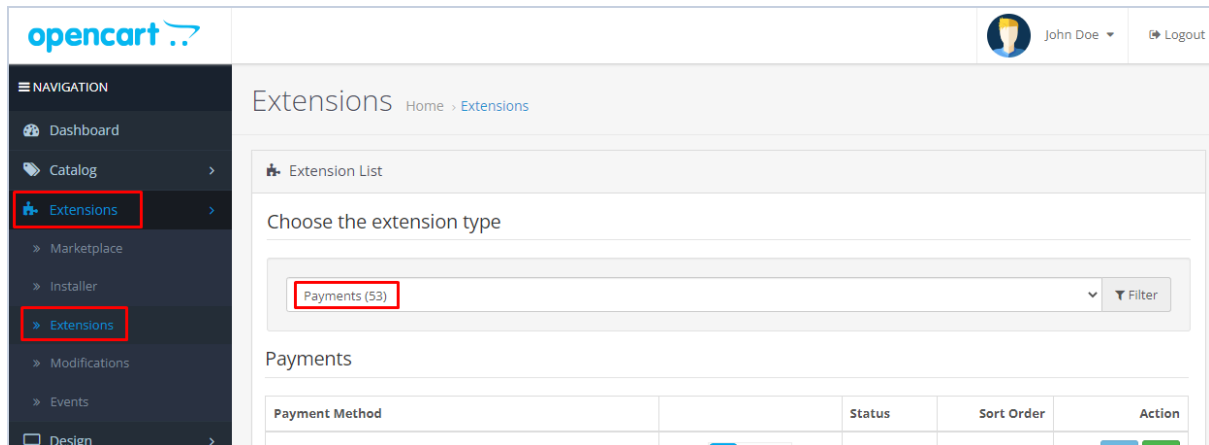 opencart
John Doe
Logout
NAVIGATION
Extensions Home › Extensions
Dashboard
Catalog
Extension List
Extensions
Choose the extension type
» Marketplace
» Installer
Payments (53)
Filter
» Extensions
Payments
» Modifications
» Events
Payment Method Status Sort Order Action
Design